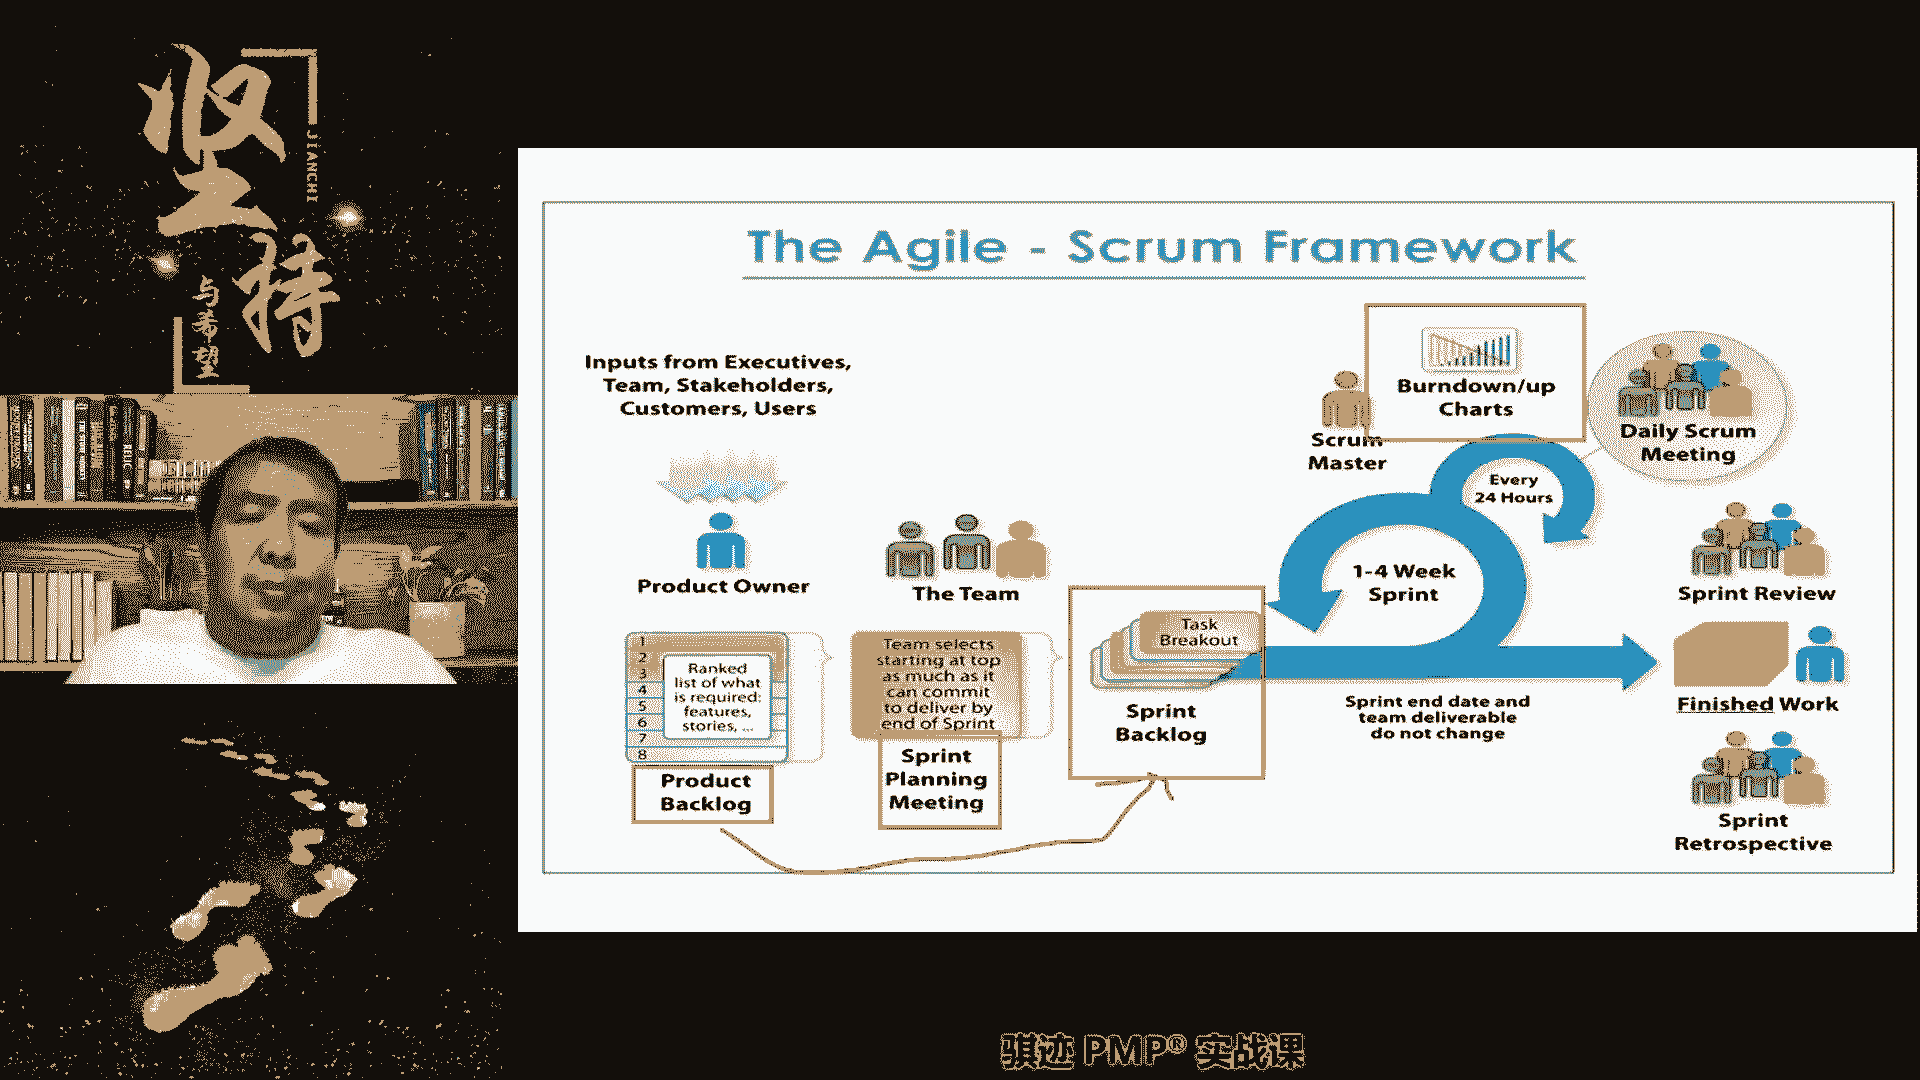 坚
持
JIANCHI
与希望
The Agile - Scrum Framework
Inputs from Executives,
Team, Stakeholders,
Customers, Users
Product Owner
The Team
1
2
3
4
5
6
7
8
Ranked
list of what
is required:
features,
stories, ...
Product
Backlog
Team selects
starting at top
as much as it
can commit
to deliver by
end of Sprint
Sprint
Planning
Meeting
Task
Breakout
Sprint
Backlog
Scrum
Master
Burndown/up
Charts
Daily Scrum
Meeting
Every
24 Hours
1-4 Week
Sprint
Sprint end date and
team deliverable
do not change
Sprint Review
Finished Work
Sprint
Retrospective
骐迹 PMP® 实战课